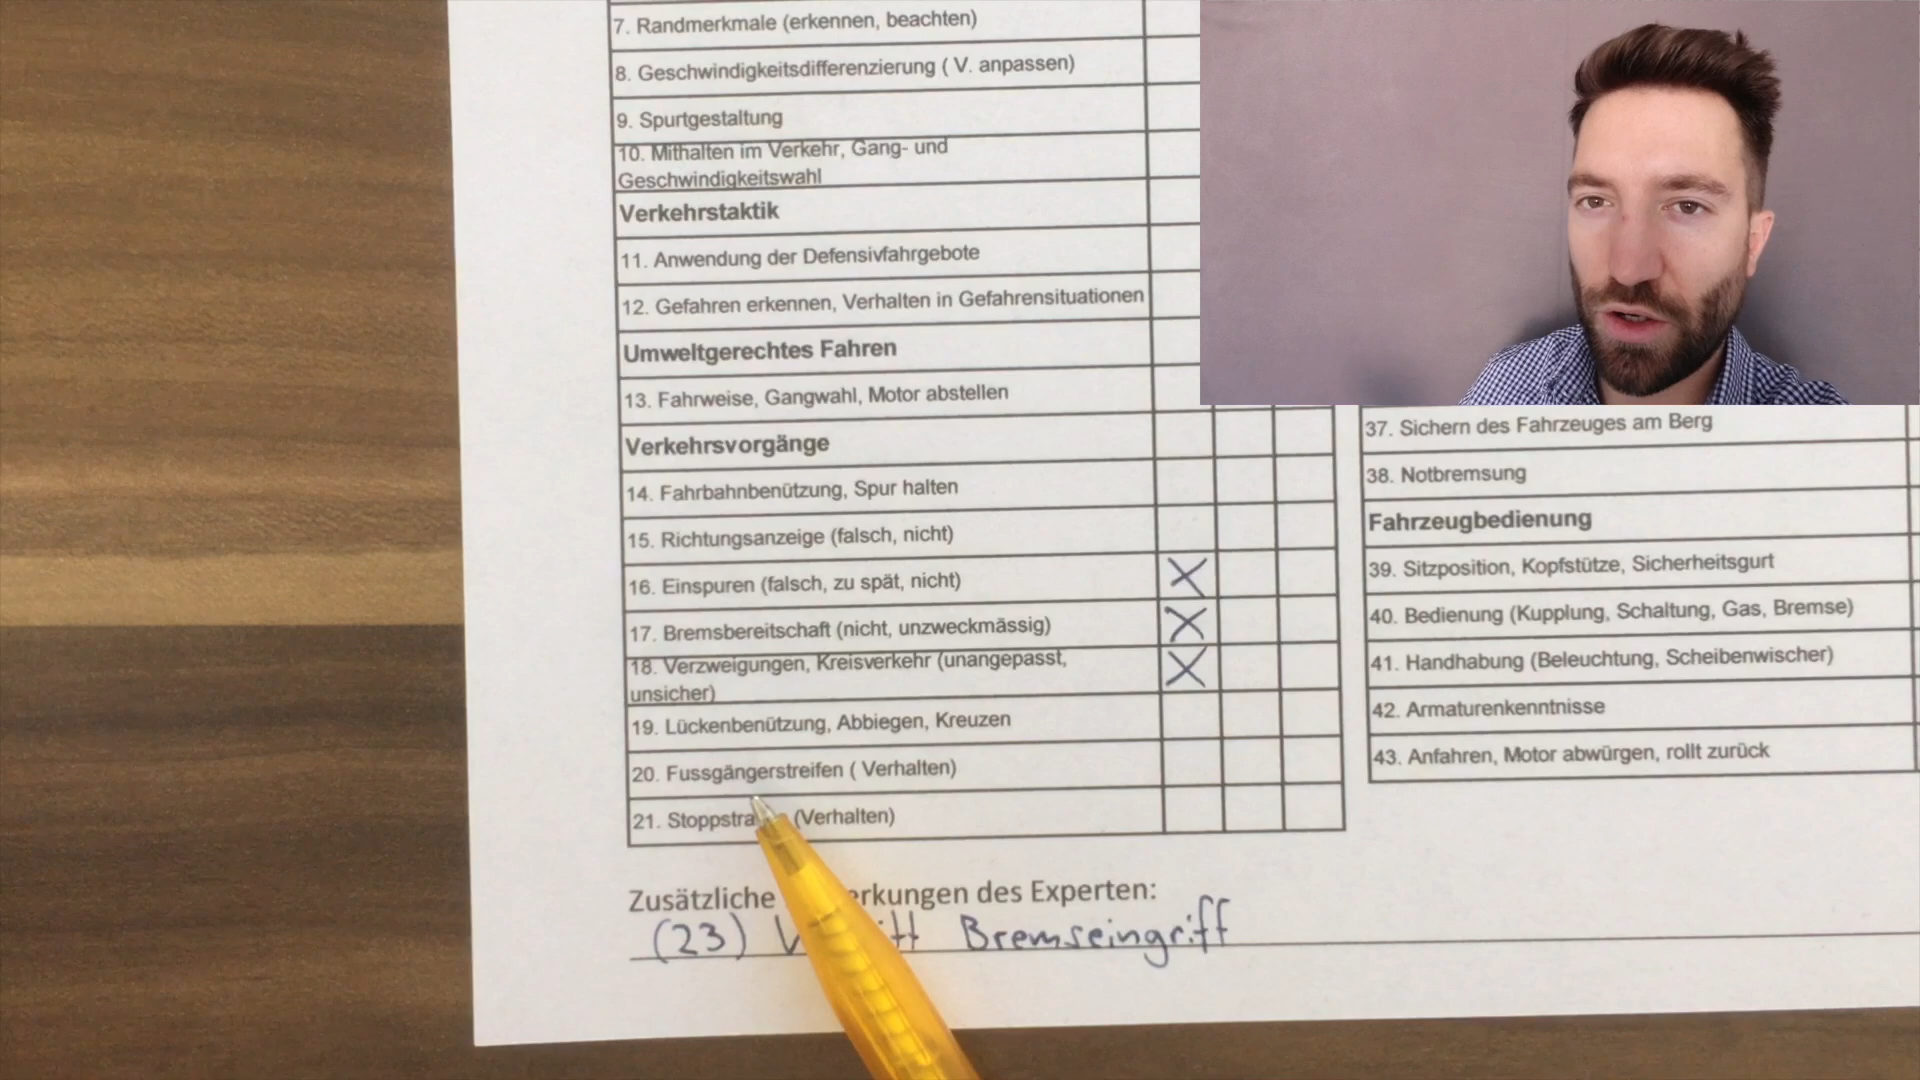 7. Randmerkmale (erkennen, beachten)
8. Geschwindigkeitsdifferenzierung ( V. anpassen)
9. Spurtgestaltung
10. Mithalten im Verkehr, Gang- und
Geschwindigkeitswahl
Verkehrstaktik
11. Anwendung der Defensivfahrgebote
12. Gefahren erkennen, Verhalten in Gefahrensituationen
Umweltgerechtes Fahren
13. Fahrweise, Gangwahl, Motor abstellen
Verkehrsvorgänge
14. Fahrbahnbenützung, Spur halten
15. Richtungsanzeige (falsch, nicht)
16. Einspuren (falsch, zu spät, nicht) X
17. Bremsbereitschaft (nicht, unzweckmässig) X
18. Verzweigungen, Kreisverkehr (unangepasst, X
unsicher)
19. Lückenbenützung, Abbiegen, Kreuzen
20. Fussgängerstreifen ( Verhalten)
21. (Verhalten)
37. Sichern des Fahrzeuges am Berg
38. Notbremsung
Fahrzeugbedienung
39. Sitzposition, Kopfstütze, Sicherheitsgurt
40. Bedienung (Kupplung, Schaltung, Gas, Bremse)
41. Handhabung (Beleuchtung, Scheibenwischer)
42. Armaturenkenntnisse
43. Anfahren, Motor abwürgen, rollt zurück
Zusätzliche des Experten:
(23) Bremseingriff